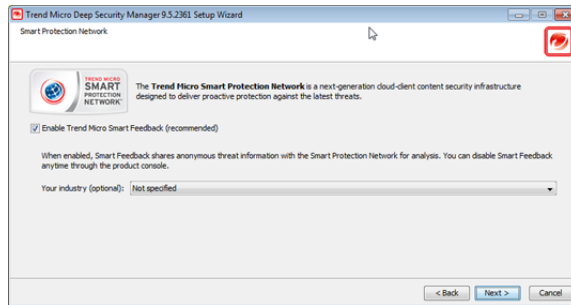 Trend Micro Deep Security Manager 9.5.2361 Setup Wizard
Smart Protection Network
TREND MICRO
SMART
PROTECTION
NETWORK
The Trend Micro Smart Protection Network is a next-generation cloud-client content security infrastructure
designed to deliver proactive protection against the latest threats.
Enable Trend Micro Smart Feedback (recommended)
When enabled, Smart Feedback shares anonymous threat information with the Smart Protection Network for analysis. You can disable Smart Feedback
anytime through the product console.
Your industry (optional): Not specified
< Back Next > Cancel